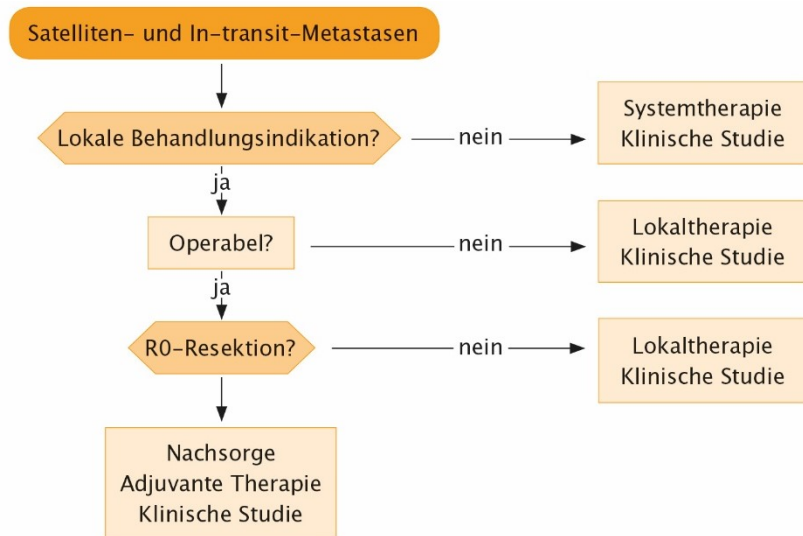 Satelliten- und In-transit-Metastasen
Lokale Behandlungsindikation?
nein
Systemtherapie
Klinische Studie
ja
Operabel?
nein
Lokaltherapie
Klinische Studie
ja
R0-Resektion?
nein
Lokaltherapie
Klinische Studie
Nachsorge
Adjuvante Therapie
Klinische Studie